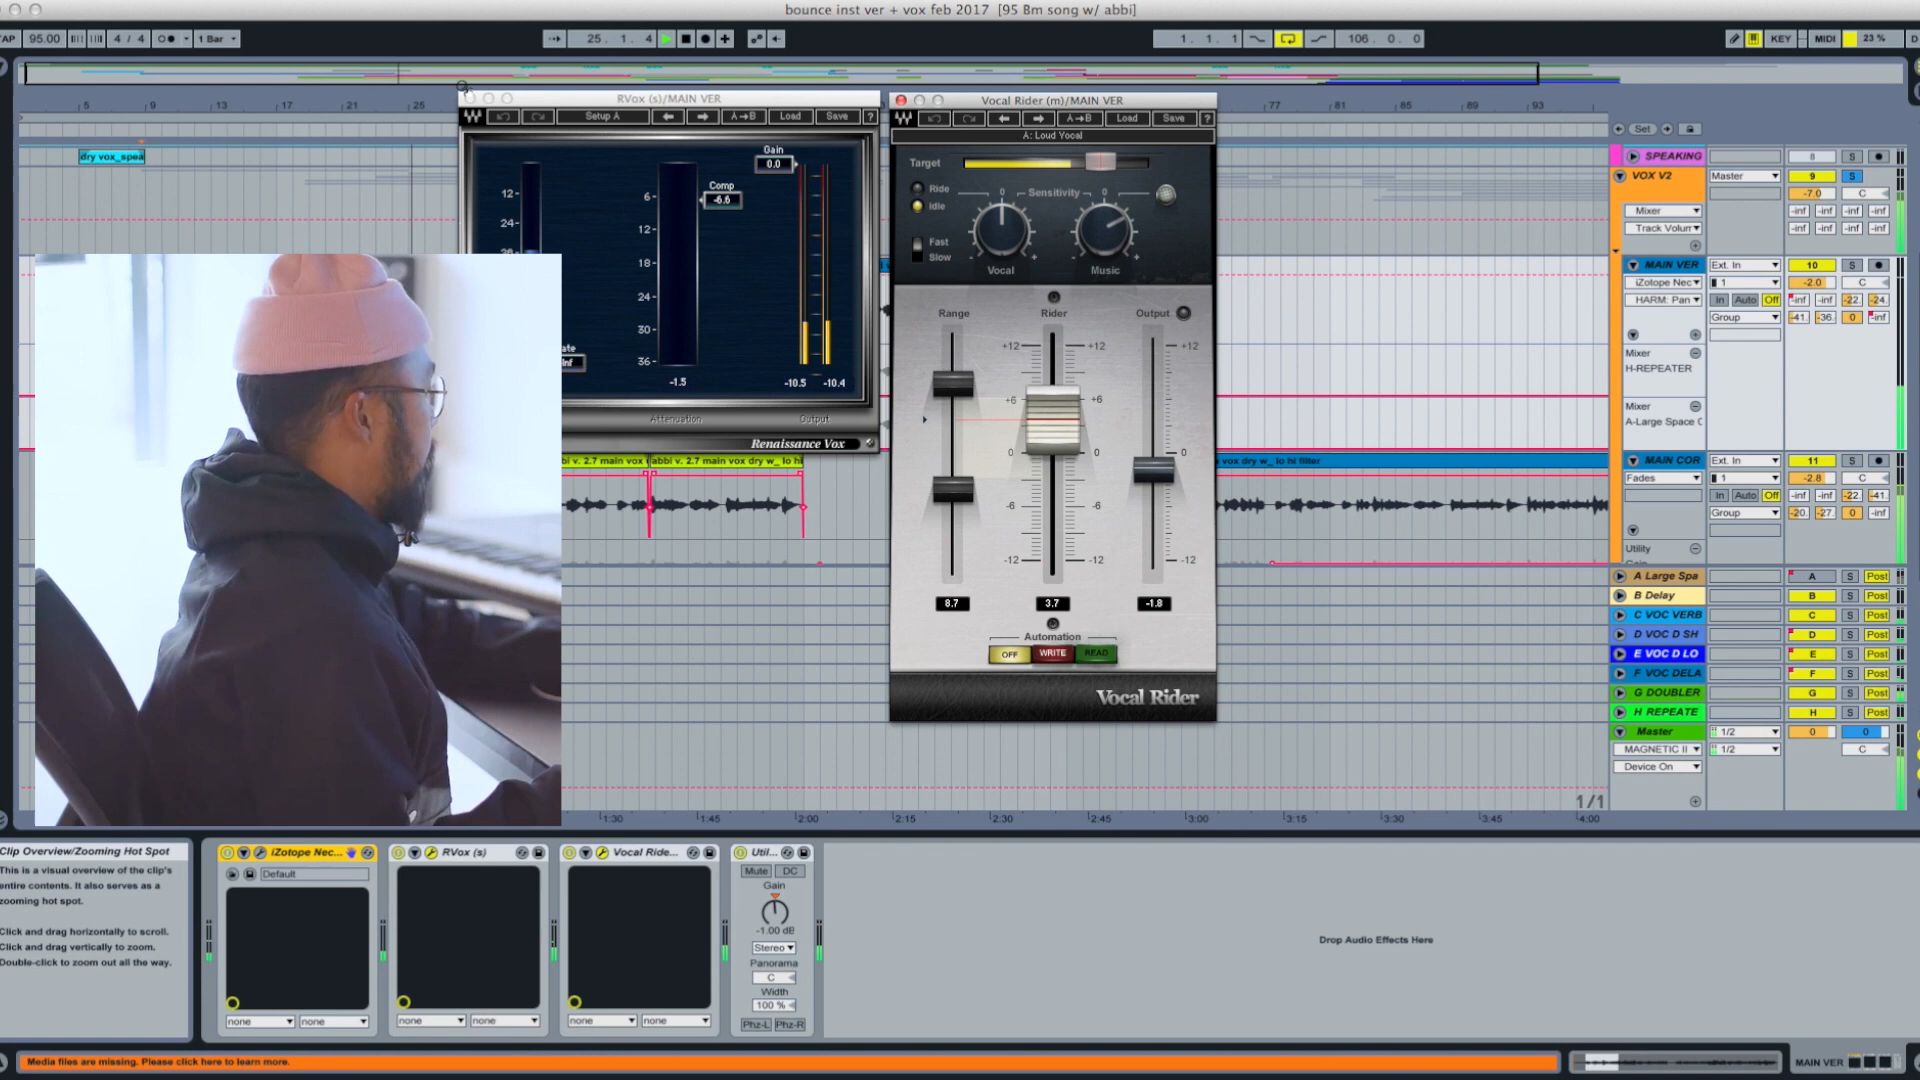 bounce inst ver + vox feb 2017 [95 Bm song w/ abbi]
TAP 95.00 4 / 4 1 Bar 25. 1. 4 1. 1. 1 106. 0. 0 KEY MIDI 23 % D
5 9 13 17 21 25 77 81 85 89 93
RVox (s)/MAIN VER
Setup A A→B Load Save ?
Gain
0.0
Comp
-6.6
12
24
6
12
18
24
30
36
-1.5 -10.5 -10.4
Attenuation Output
Renaissance Vox
Vocal Rider (m)/MAIN VER
A→B Load Save ?
A: Loud Vocal
Target
Ride
Idle
Sensitivity
0 0
Fast
Slow
- + - +
Vocal Music
Range Rider Output
+12 +12 +12
+6 +6
0 0 0
-6 -6
-12 -12 -12
8.7 3.7 -1.8
Automation
OFF WRITE READ
Vocal Rider
dry vox_spea
bi v. 2.7 main vox
abbi v. 2.7 main vox dry w_ lo hi
vox dry w_ lo hi filter
Set
SPEAKING 8 S
VOX V2 Master 9 S
-7.0 C
Mixer -inf -inf -inf -inf
Track Volum -inf -inf -inf -inf
MAIN VER Ext. In 10 S
iZotope Nec 1 -2.0 C
HARM: Pan In Auto Off -inf -inf -22. -24.
Group -41. -36. 0 -inf
Mixer
H-REPEATER
Mixer
A-Large Space C
MAIN COR Ext. In 11 S
Fades 1 -2.8 C
In Auto Off -inf -inf -22. -41.
Group -20. -27. 0 -inf
Utility
A Large Spa A S Post
B Delay B S Post
C VOC VERB C S Post
D VOC D SH D S Post
E VOC D LO E S Post
F VOC DELA F S Post
G DOUBLER G S Post
H REPEATE H S Post
Master 1/2 0 0
MAGNETIC II 1/2 C
Device On
1/1
1:30 1:45 2:00 2:15 2:30 2:45 3:00 3:15 3:30 3:45 4:00
Clip Overview/Zooming Hot Spot
This is a visual overview of the clip's
entire contents. It also serves as a
zooming hot spot.
Click and drag horizontally to scroll.
Click and drag vertically to zoom.
Double-click to zoom out all the way.
iZotope Nec...
Default
none none
RVox (s)
none none
Vocal Ride...
none none
Util...
Mute DC
Gain
-1.00 dB
Stereo
Panorama
C
Width
100 %
Phz-L Phz-R
Drop Audio Effects Here
Media files are missing. Please click here to learn more.
MAIN VER